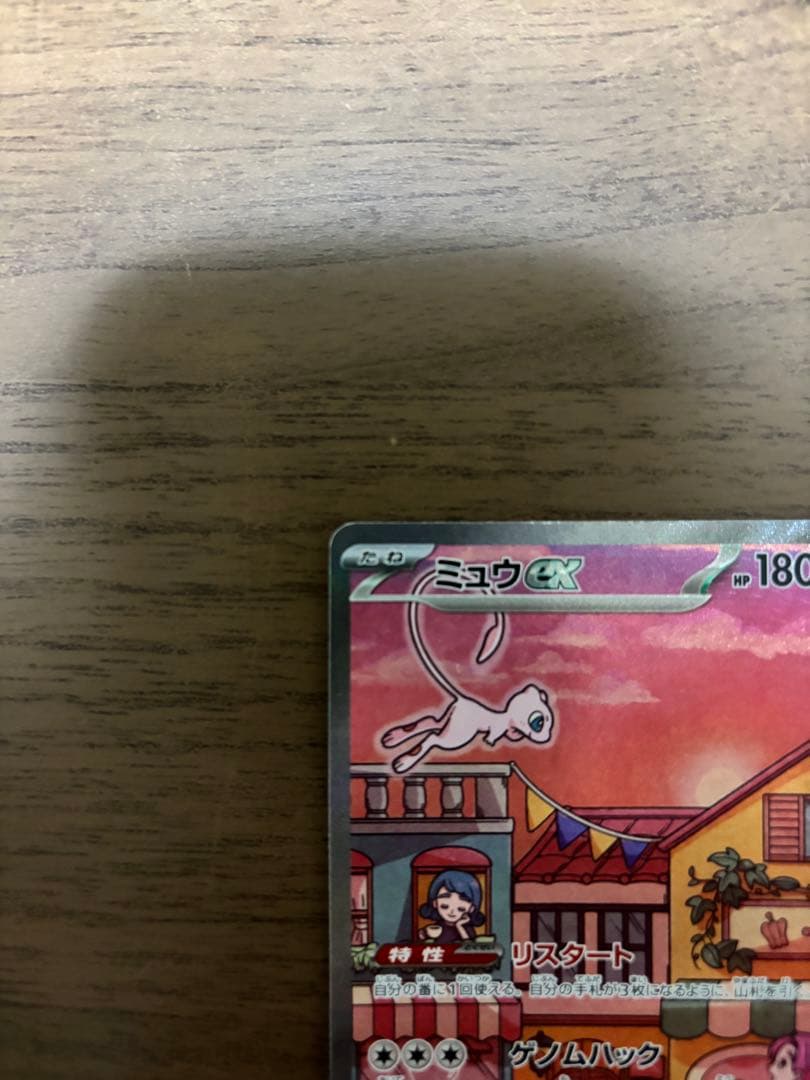 たね ミュウex HP 180
特性 リスタート
自分の番に1回使える。自分の手札が3枚になるように、山札を引く
ゲノムハック